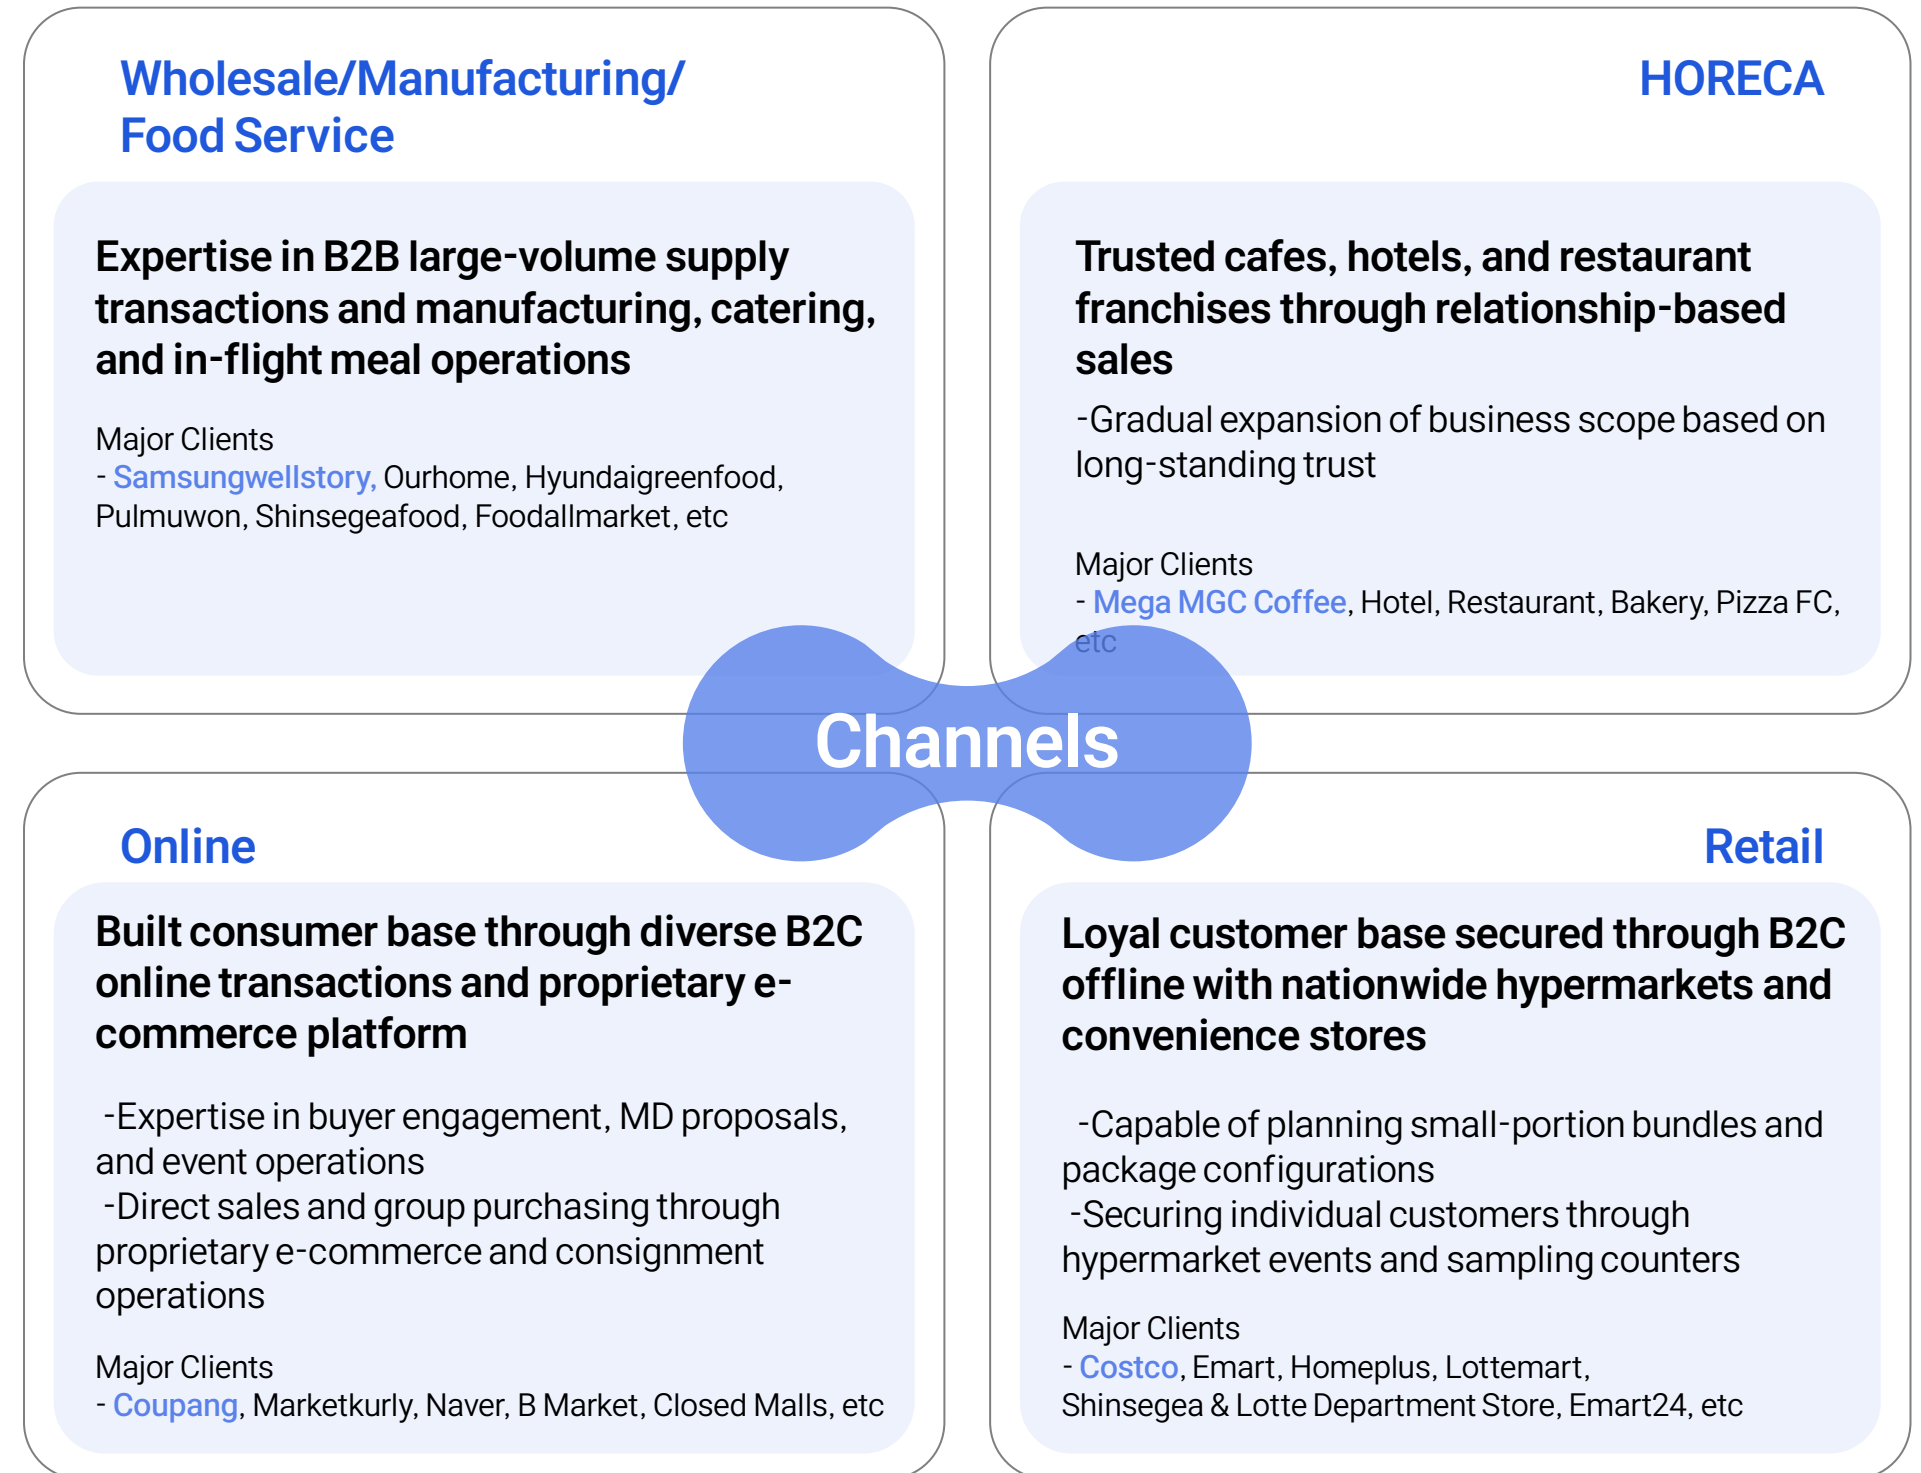 Wholesale/Manufacturing/
Food Service
Expertise in B2B large-volume supply
transactions and manufacturing, catering,
and in-flight meal operations
Major Clients
- Samsungwellstory, Ourhome, Hyundaigreenfood,
Pulmuwon, Shinsegeafood, Foodallmarket, etc
HORECA
Trusted cafes, hotels, and restaurant
franchises through relationship-based
sales
-Gradual expansion of business scope based on
long-standing trust
Major Clients
- Mega MGC Coffee, Hotel, Restaurant, Bakery, Pizza FC,
etc
Channels
Online
Built consumer base through diverse B2C
online transactions and proprietary e-
commerce platform
-Expertise in buyer engagement, MD proposals,
and event operations
-Direct sales and group purchasing through
proprietary e-commerce and consignment
operations
Major Clients
- Coupang, Marketkurly, Naver, B Market, Closed Malls, etc
Retail
Loyal customer base secured through B2C
offline with nationwide hypermarkets and
convenience stores
-Capable of planning small-portion bundles and
package configurations
-Securing individual customers through
hypermarket events and sampling counters
Major Clients
- Costco, Emart, Homeplus, Lottemart,
Shinsegea & Lotte Department Store, Emart24, etc